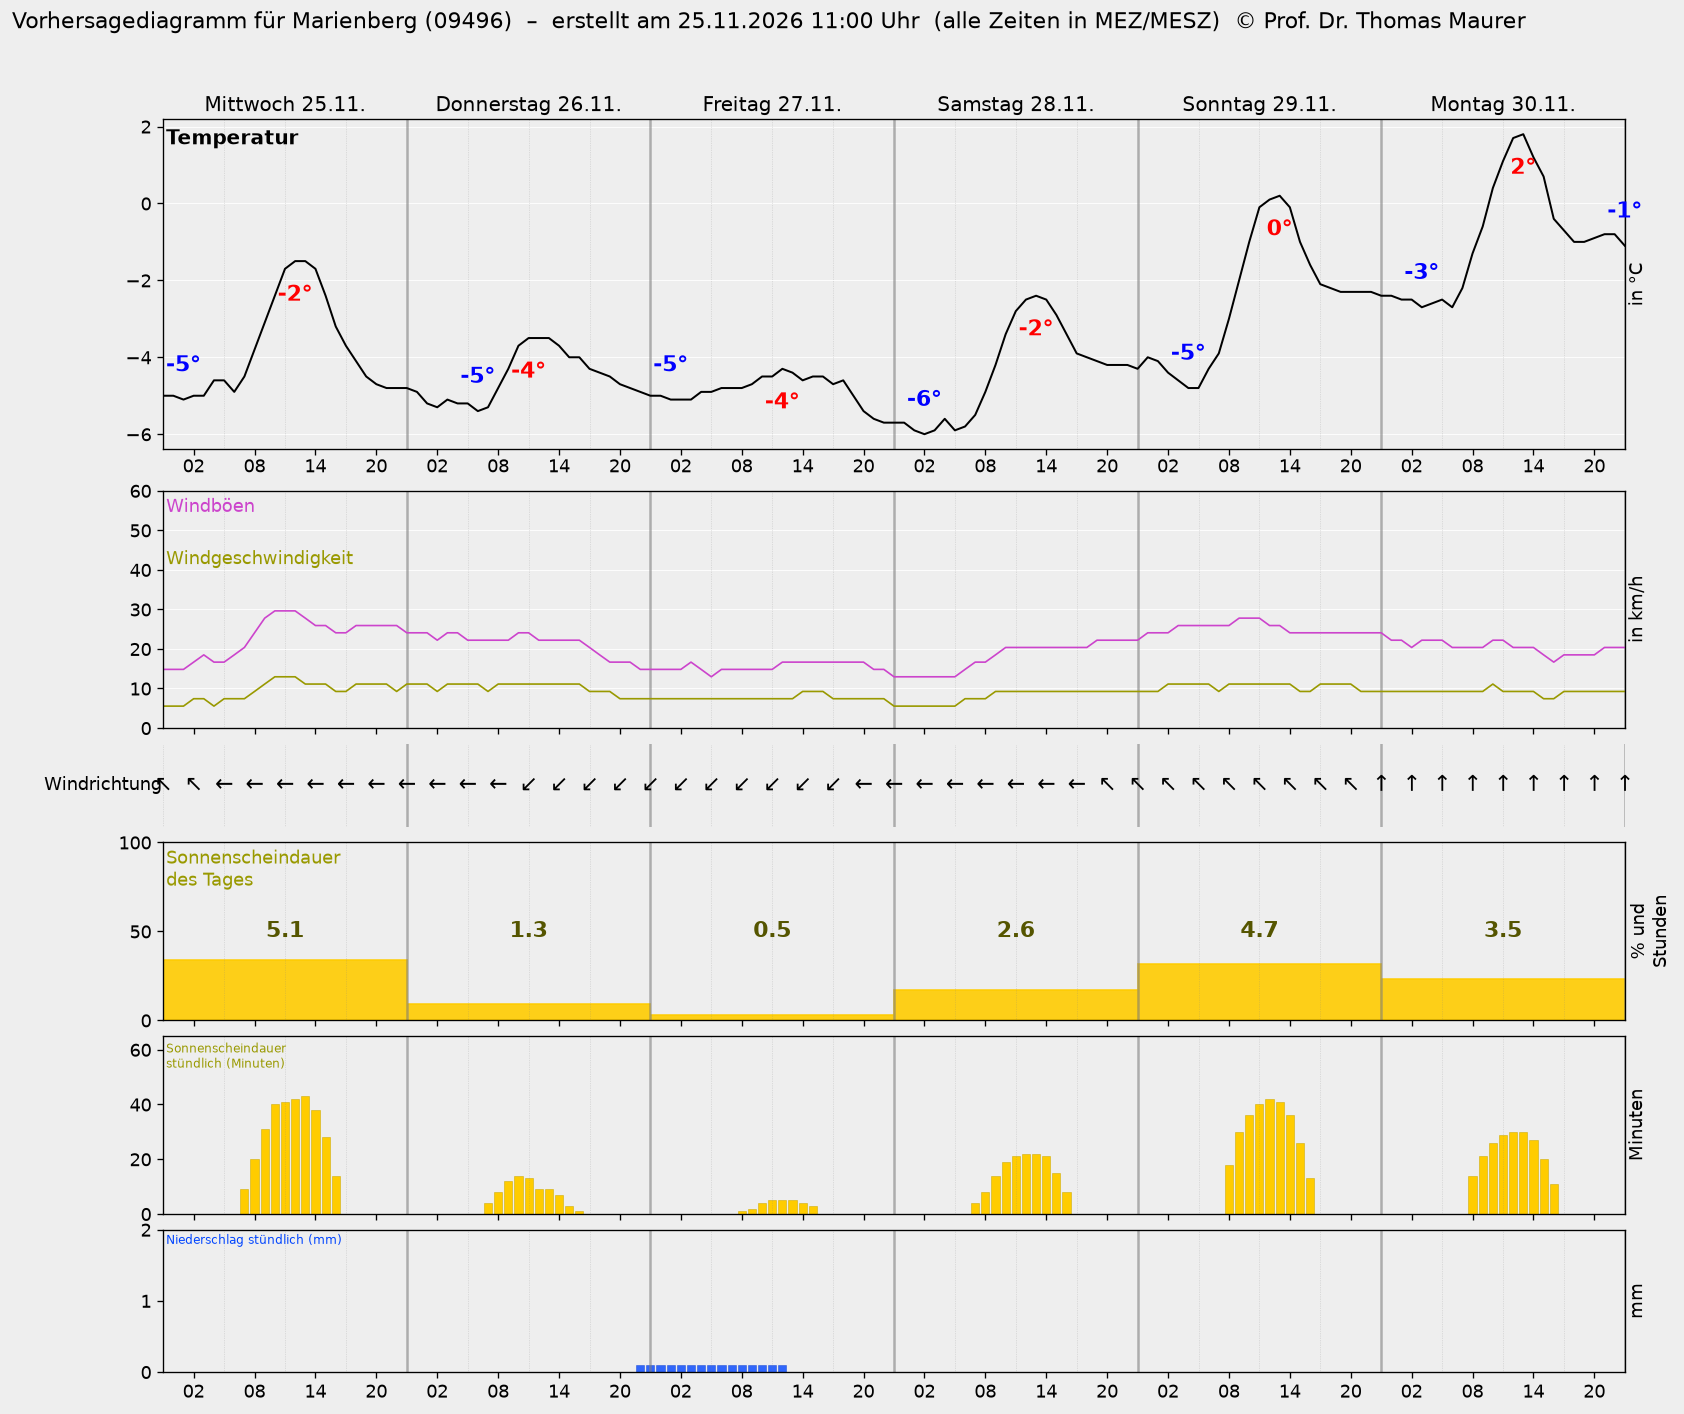 Vorhersagediagramm für Marienberg (09496)  –  erstellt am 25.11.2026 11:00 Uhr  (alle Zeiten in MEZ/MESZ)  © Prof. Dr. Thomas Maurer
Mittwoch 25.11. Donnerstag 26.11. Freitag 27.11. Samstag 28.11. Sonntag 29.11. Montag 30.11.
Temperatur
2
0
−2
−4
−6
-5° -2° -5° -4° -5° -4° -6° -2° -5° 0° -3° 2° -1°
in °C
02 08 14 20 02 08 14 20 02 08 14 20 02 08 14 20 02 08 14 20 02 08 14 20
Windböen
Windgeschwindigkeit
60
50
40
30
20
10
0
in km/h
Windrichtung
↖ ↖ ← ← ← ← ← ← ← ← ← ← ↙ ↙ ↙ ↙ ↙ ↙ ↙ ↙ ↙ ↙ ↙ ← ← ← ← ← ← ← ← ↖ ↖ ↖ ↖ ↖ ↖ ↖ ↖ ↖ ↑ ↑ ↑ ↑ ↑ ↑ ↑ ↑ ↑
Sonnenscheindauer
des Tages
100
50
0
5.1 1.3 0.5 2.6 4.7 3.5
% und
Stunden
Sonnenscheindauer
stündlich (Minuten)
60
40
20
0
Minuten
Niederschlag stündlich (mm)
2
1
0
mm
02 08 14 20 02 08 14 20 02 08 14 20 02 08 14 20 02 08 14 20 02 08 14 20